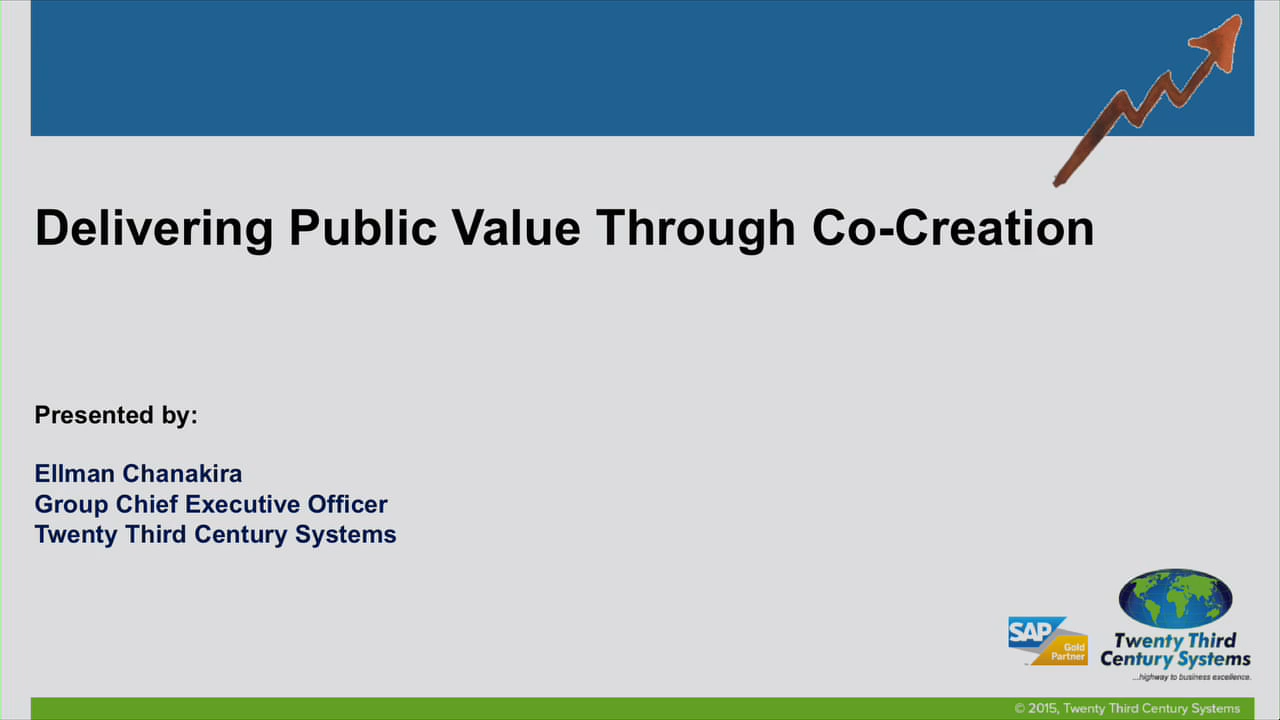 Delivering Public Value Through Co-Creation
Presented by:
Ellman Chanakira
Group Chief Executive Officer
Twenty Third Century Systems
SAP
Gold
Partner
Twenty Third
Century Systems
...highway to business excellence.
© 2015, Twenty Third Century Systems